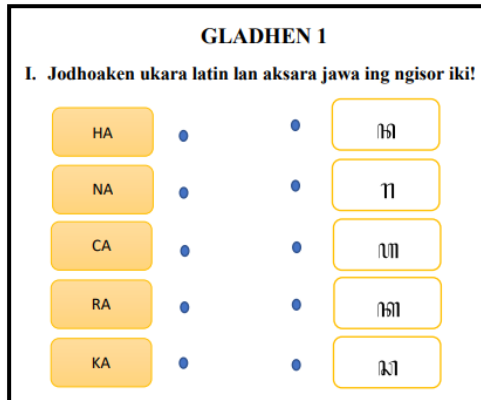 GLADHEN 1
I. Jodhoaken ukara latin lan aksara jawa ing ngisor iki!
HA ꦤ
NA ꦫ
CA ꦲ
RA ꦏ
KA ꦕ